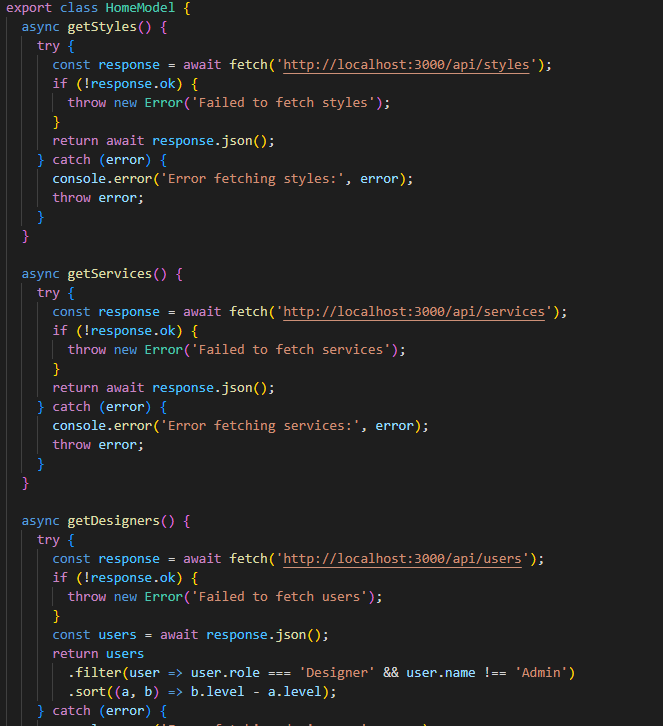 export class HomeModel {
  async getStyles() {
    try {
      const response = await fetch('http://localhost:3000/api/styles');
      if (!response.ok) {
        throw new Error('Failed to fetch styles');
      }
      return await response.json();
    } catch (error) {
      console.error('Error fetching styles:', error);
      throw error;
    }
  }

  async getServices() {
    try {
      const response = await fetch('http://localhost:3000/api/services');
      if (!response.ok) {
        throw new Error('Failed to fetch services');
      }
      return await response.json();
    } catch (error) {
      console.error('Error fetching services:', error);
      throw error;
    }
  }

  async getDesigners() {
    try {
      const response = await fetch('http://localhost:3000/api/users');
      if (!response.ok) {
        throw new Error('Failed to fetch users');
      }
      const users = await response.json();
      return users
        .filter(user => user.role === 'Designer' && user.name !== 'Admin')
        .sort((a, b) => b.level - a.level);
    } catch (error) {